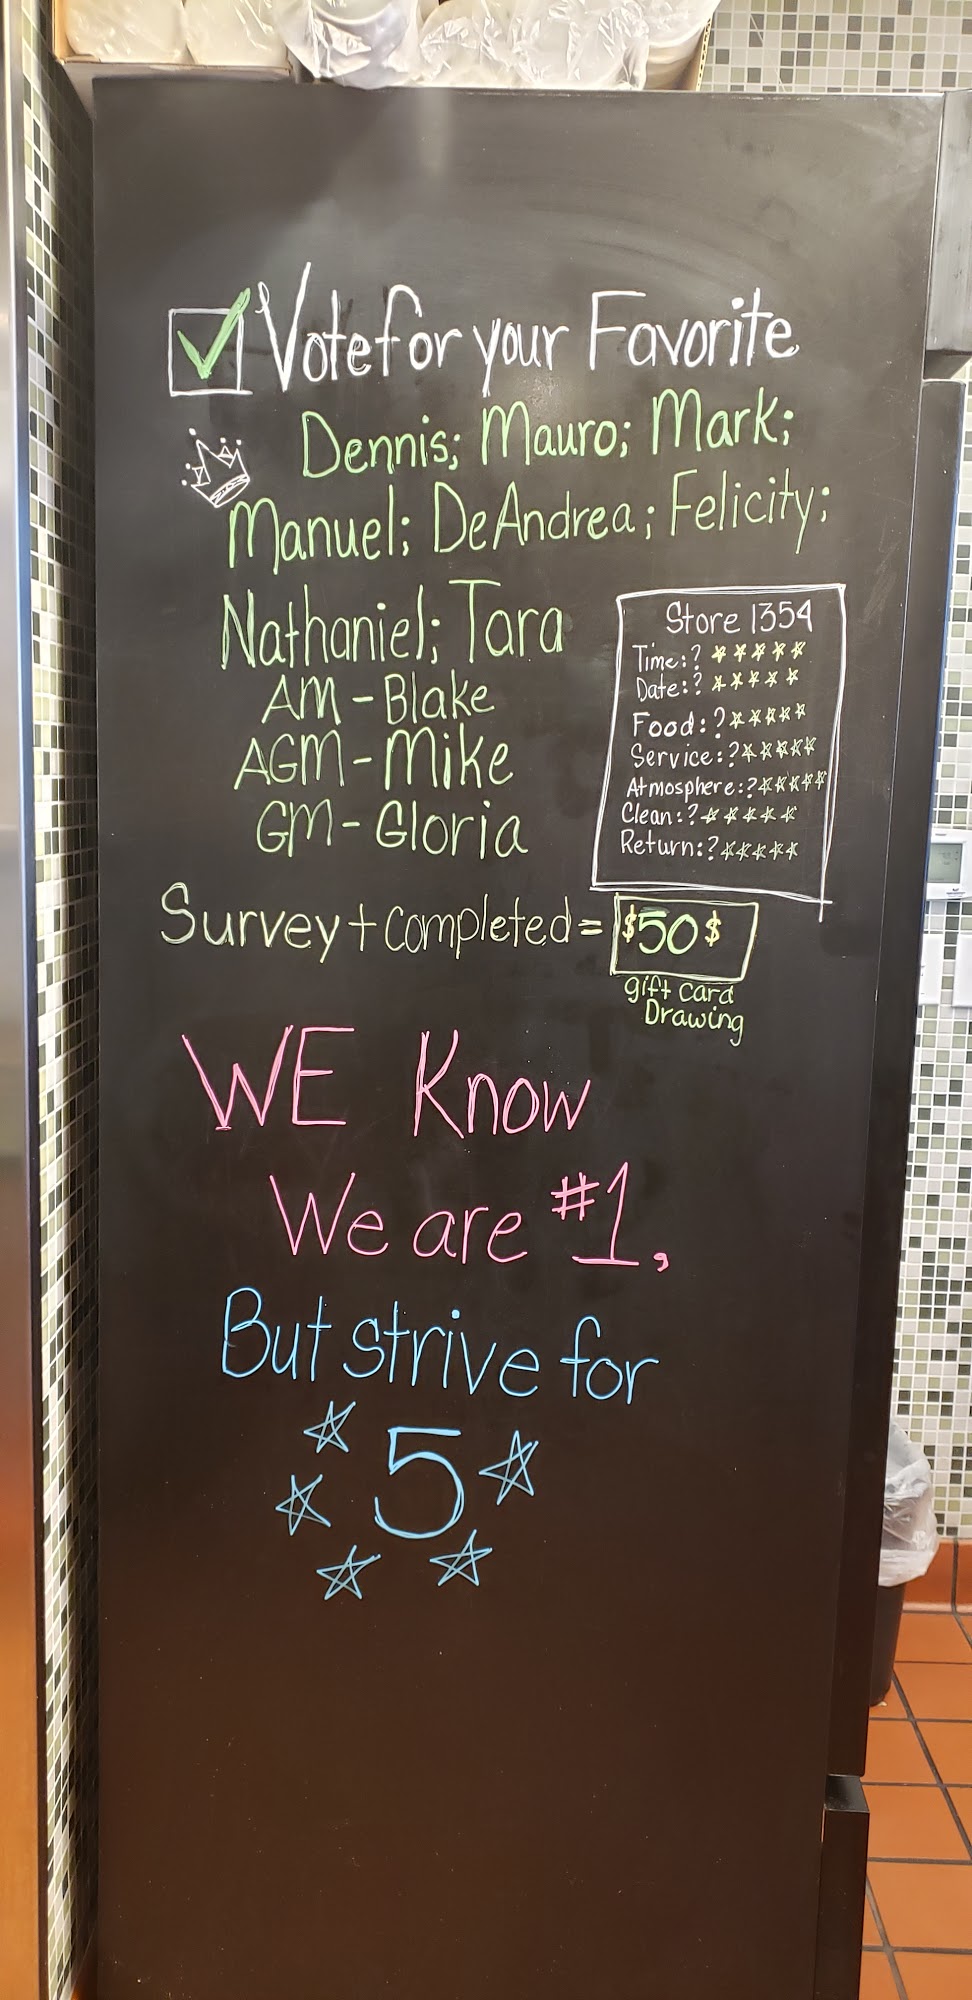 Vote for your Favorite
Dennis; Mauro; Mark;
Manuel; DeAndrea; Felicity;
Nathaniel; Tara
AM - Blake
AGM - Mike
GM - Gloria
Store 1354
Time:? ☆☆☆☆☆
Date:? ☆☆☆☆☆
Food:? ☆☆☆☆☆
Service:? ☆☆☆☆☆
Atmosphere:? ☆☆☆☆☆
Clean:? ☆☆☆☆☆
Return:? ☆☆☆☆☆
Survey + completed = $50$
gift card
Drawing
WE Know
We are #1,
But strive for
5